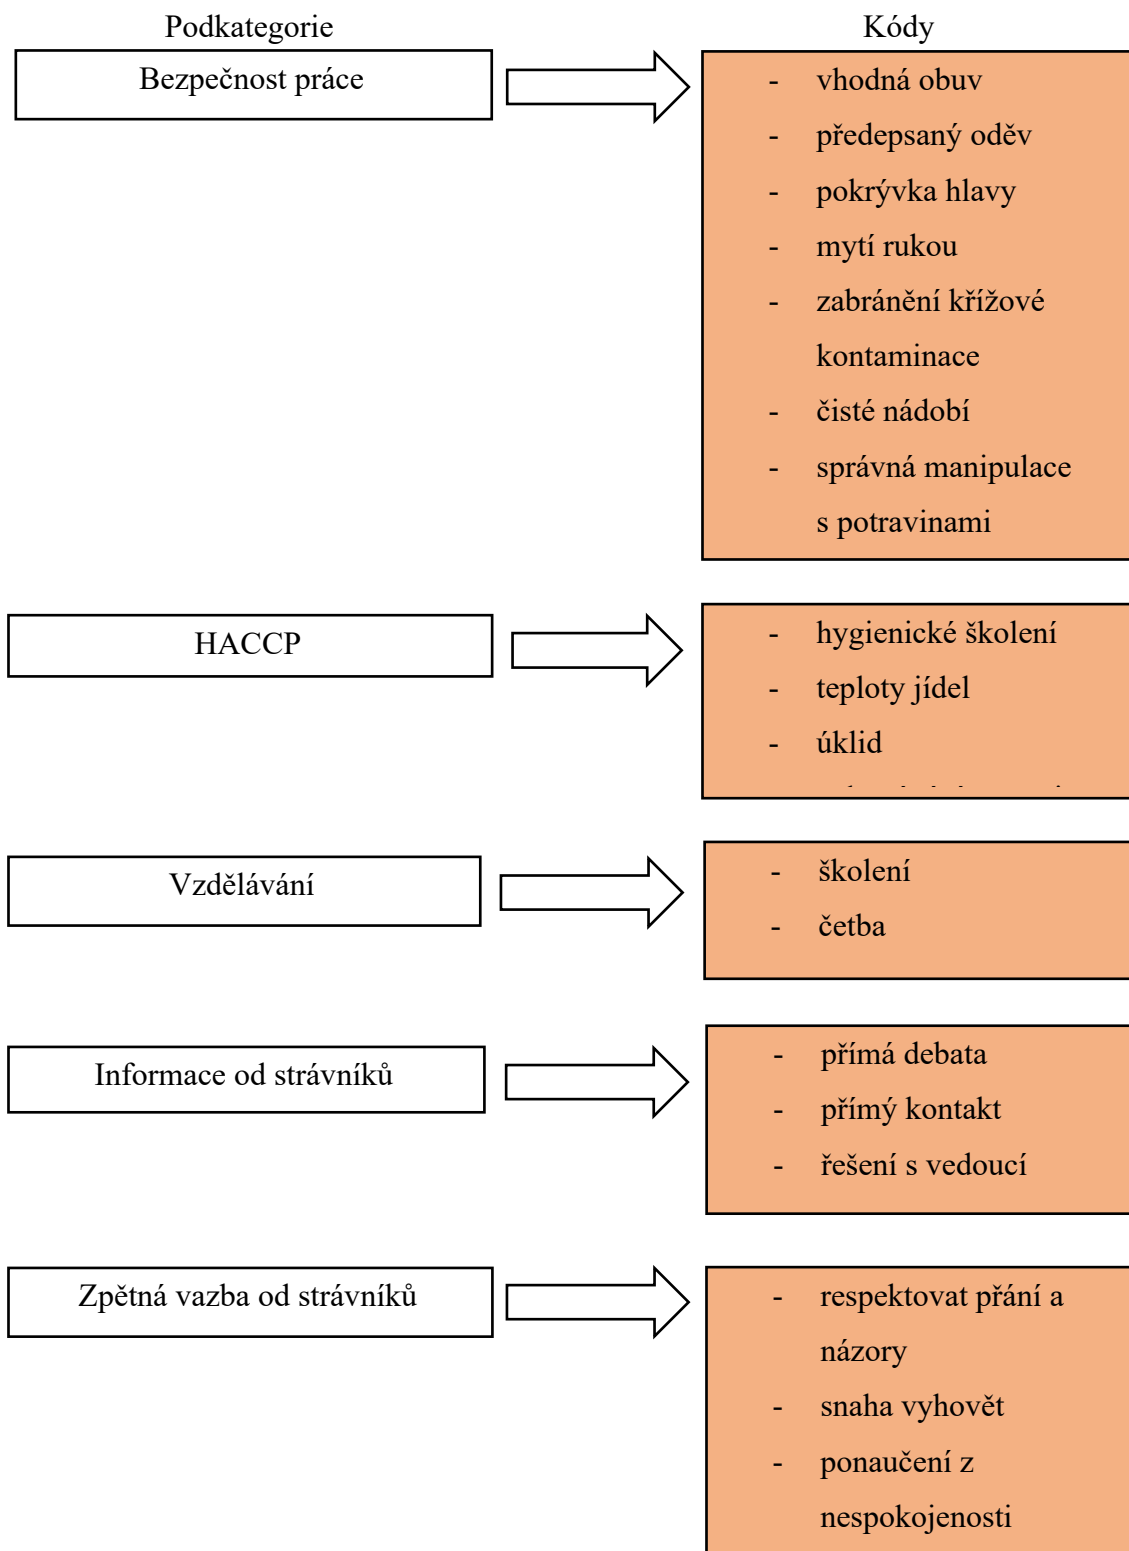 Podkategorie
Kódy
Bezpečnost práce
- vhodná obuv
- předepsaný oděv
- pokrývka hlavy
- mytí rukou
- zabránění křížové
kontaminace
- čisté nádobí
- správná manipulace
s potravinami
HACCP
- hygienické školení
- teploty jídel
- úklid
Vzdělávání
- školení
- četba
Informace od strávníků
- přímá debata
- přímý kontakt
- řešení s vedoucí
Zpětná vazba od strávníků
- respektovat přání a
názory
- snaha vyhovět
- ponaučení z
nespokojenosti